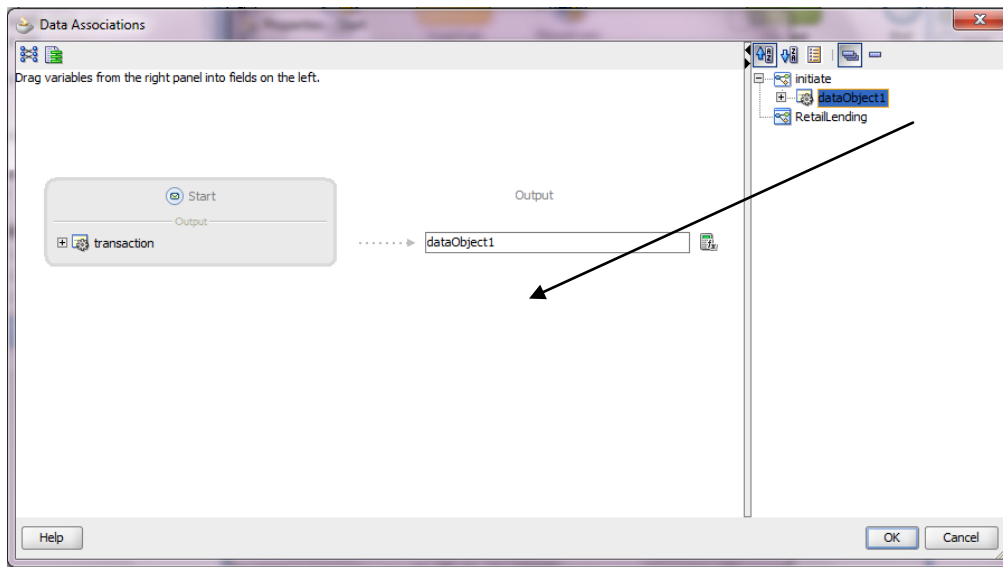 Data Associations
Drag variables from the right panel into fields on the left.
initiate
dataObject1
RetailLending
Start
Output
Output
transaction
dataObject1
Help
OK
Cancel